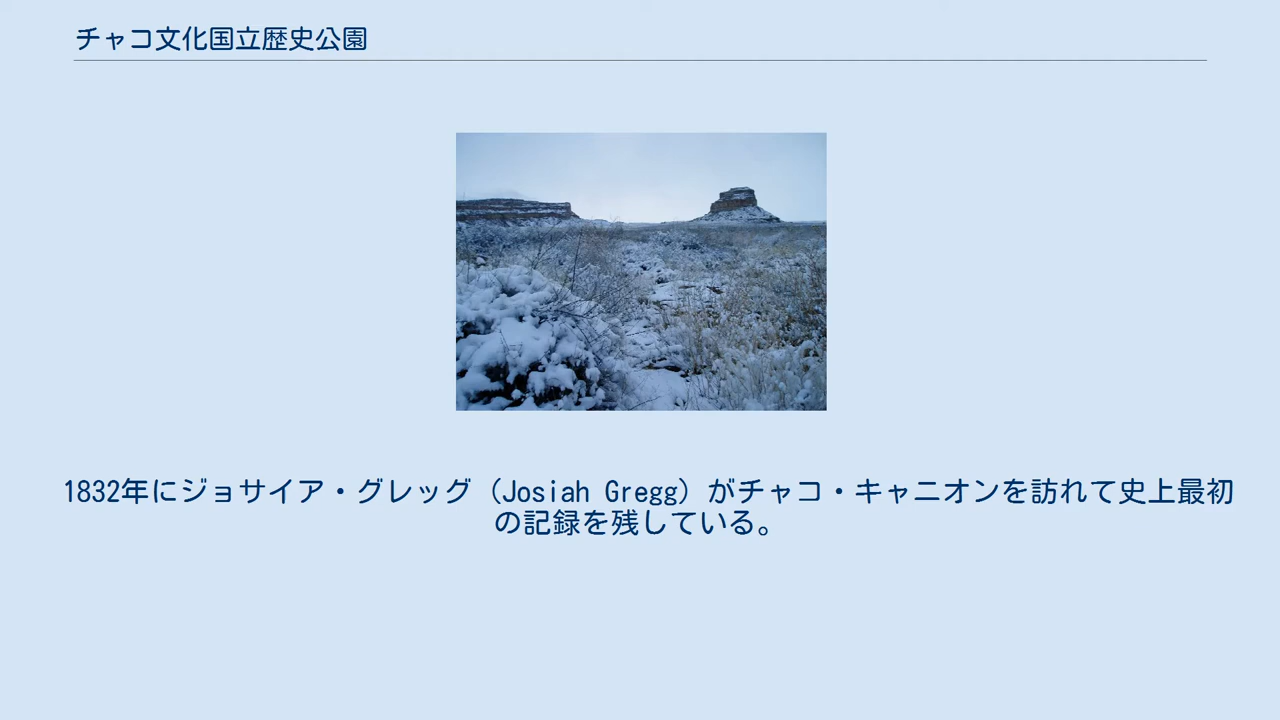 チャコ文化国立歴史公園
1832年にジョサイア・グレッグ（Josiah Gregg）がチャコ・キャニオンを訪れて史上最初
の記録を残している。